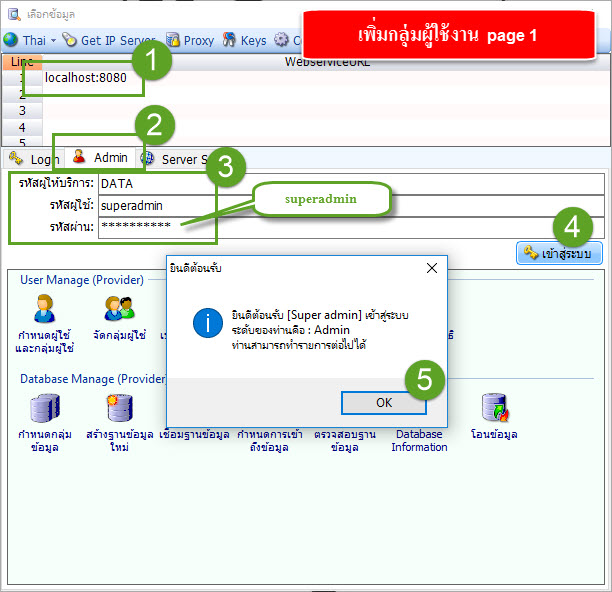 เลือกข้อมูล
เพิ่มกลุ่มผู้ใช้งาน page 1
Thai
Get IP Server
Proxy
Keys
Line
WebserviceURL
1
localhost:8080
1
2
3
4
5
2
Login
Admin
Server S
3
รหัสผู้ให้บริการ:
DATA
รหัสผู้ใช้:
superadmin
รหัสผ่าน:
**********
superadmin
4
เข้าสู่ระบบ
User Manage (Provider)
กำหนดผู้ใช้
และกลุ่มผู้ใช้
จัดกลุ่มผู้ใช้
ยินดีต้อนรับ
ยินดีต้อนรับ [Super admin] เข้าสู่ระบบ
ระดับของท่านคือ : Admin
ท่านสามารถทำรายการต่อไปได้
5
OK
Database Manage (Provider)
กำหนดกลุ่ม
ข้อมูล
สร้างฐานข้อมูล
ใหม่
เชื่อมฐานข้อมูล
กำหนดการเข้า
ถึงข้อมูล
ตรวจสอบฐาน
ข้อมูล
Database
Information
โอนข้อมูล